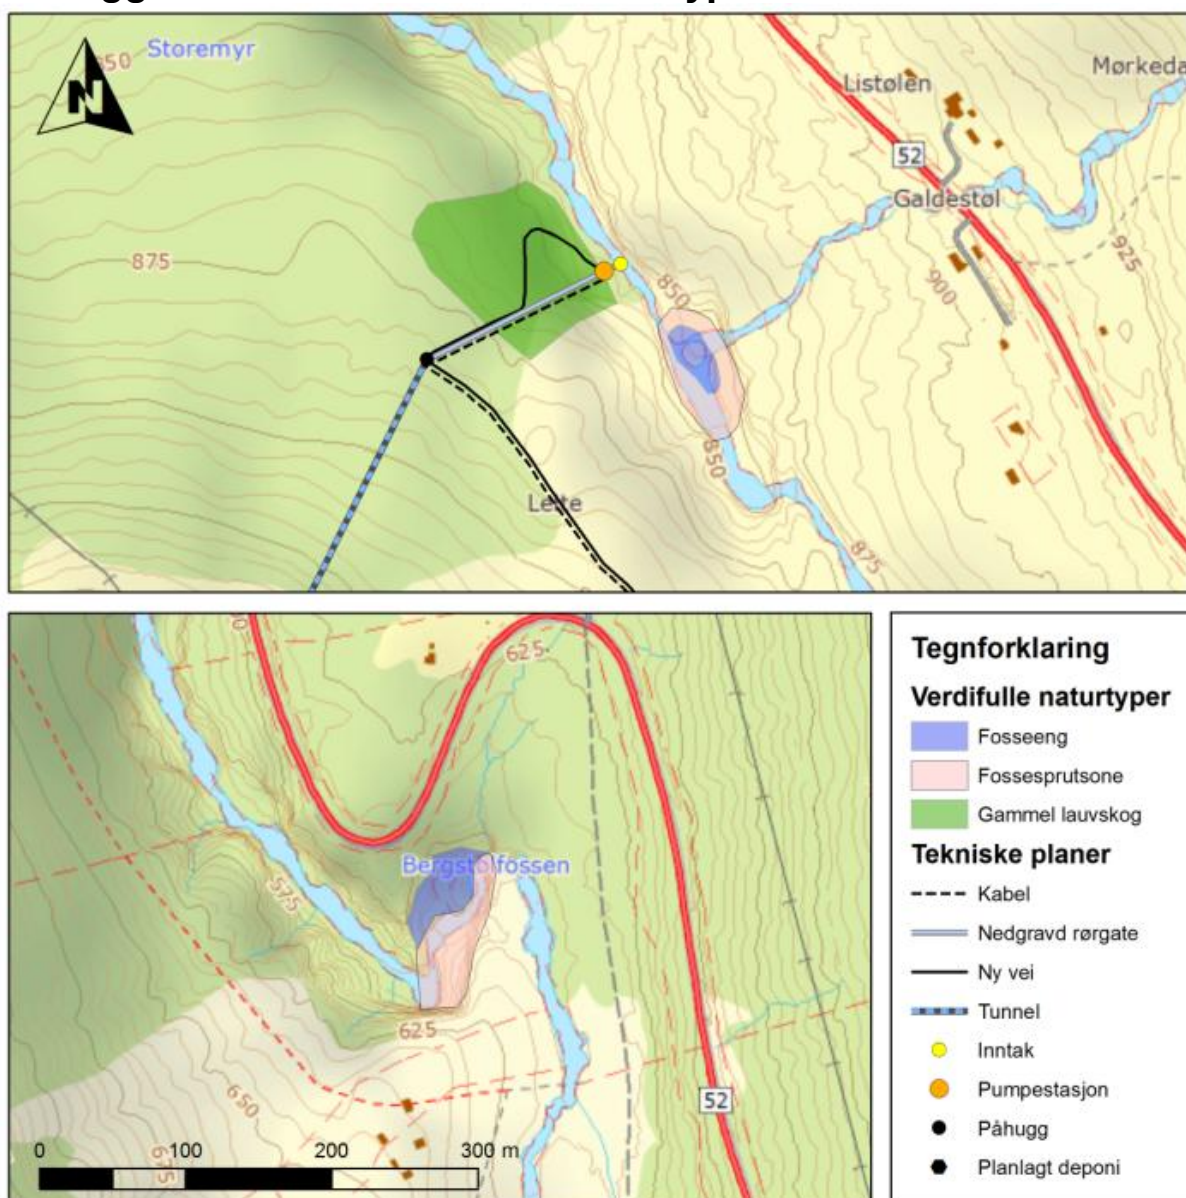 Storemyr
850
N
Listølen
Mørkeda
52
Galdestøl
875
850
900
925
Leite
850
875
625
Bergstølfossen
575
625
650
675
52
0 100 200 300 m
Tegnforklaring
Verdifulle naturtyper
Fosseeng
Fossesprutsone
Gammel lauvskog
Tekniske planer
Kabel
Nedgravd rørgate
Ny vei
Tunnel
Inntak
Pumpestasjon
Påhugg
Planlagt deponi